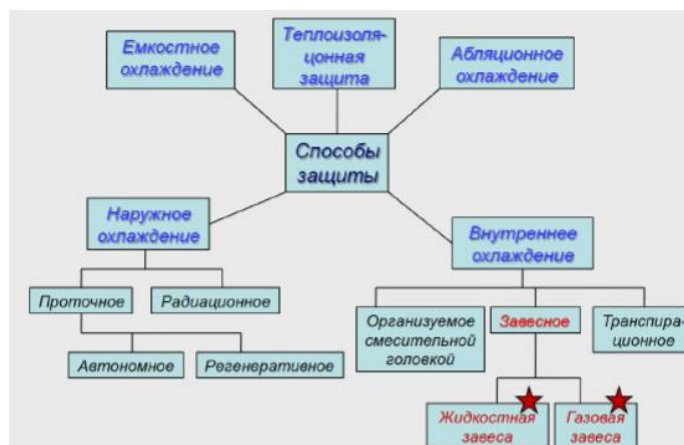 Емкостное
охлаждение
Теплоизоля-
цонная
защита
Абляционное
охлаждение
Способы
защиты
Наружное
охлаждение
Внутреннее
охлаждение
Проточное
Радиационное
Организуемое
смесительной
головкой
Завесное
Транспира-
ционное
Автономное
Регенеративное
Жидкостная
завеса
Газовая
завеса